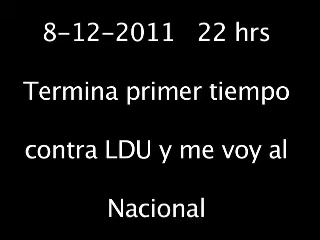 8-12-2011 22 hrs
Termina primer tiempo
contra LDU y me voy al
Nacional